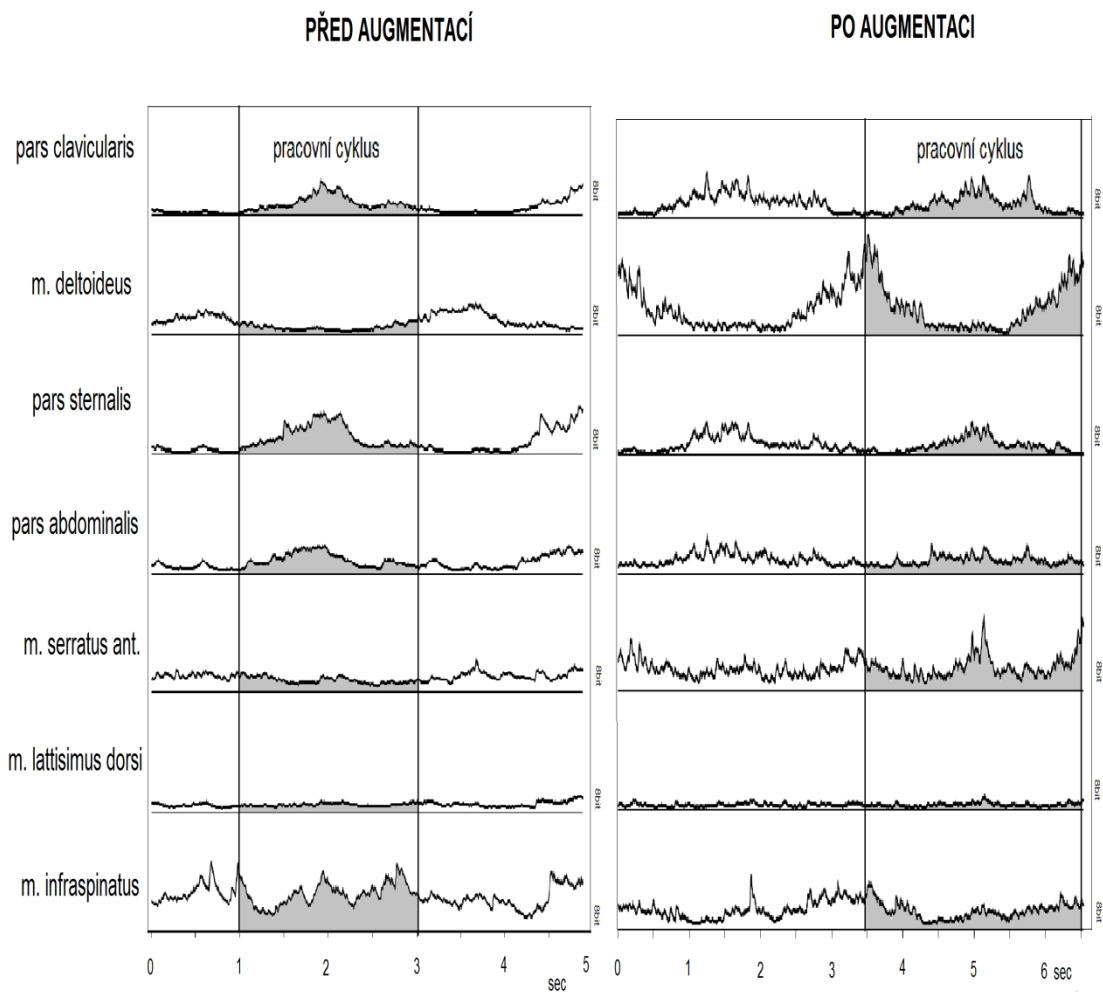 PŘED AUGMENTACÍ
PO AUGMENTACI
pars clavicularis
pracovní cyklus
8bit
pracovní cyklus
8bit
m. deltoideus
8bit
8bit
pars sternalis
8bit
8bit
pars abdominalis
8bit
8bit
m. serratus ant.
8bit
8bit
m. lattisimus dorsi
8bit
8bit
m. infraspinatus
8bit
8bit
0 1 2 3 4 5
sec
0 1 2 3 4 5 6 sec